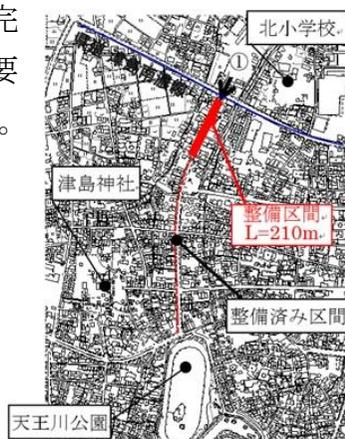 完
要
。
北小学校
①
津島神社
整備区間
L=210m
整備済み区間
天王川公園